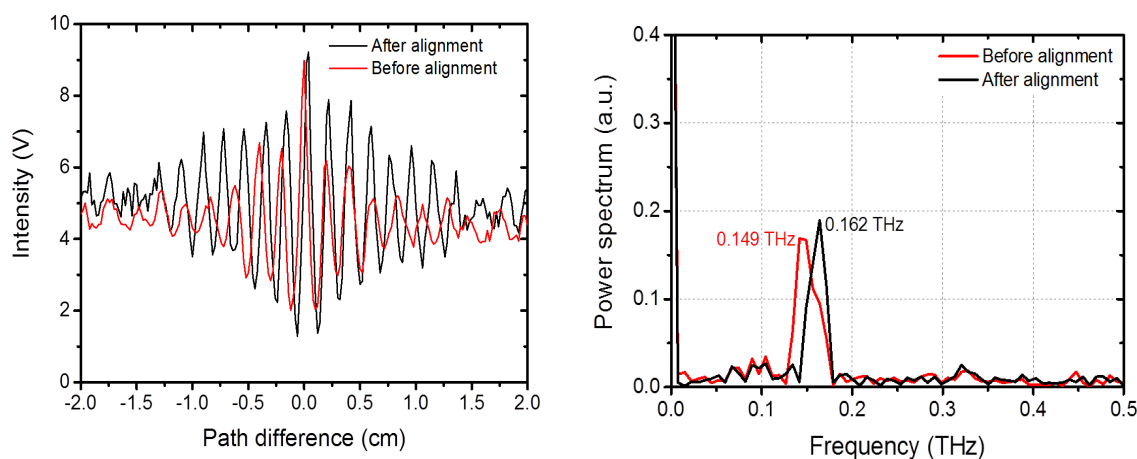 10
8
6
4
2
0
Intensity (V)
After alignment
Before alignment
-2.0 -1.5 -1.0 -0.5 0.0 0.5 1.0 1.5 2.0
Path difference (cm)
0.4
0.3
0.2
0.1
0.0
Power spectrum (a.u.)
Before alignment
After alignment
0.149 THz
0.162 THz
0.0 0.1 0.2 0.3 0.4 0.5
Frequency (THz)